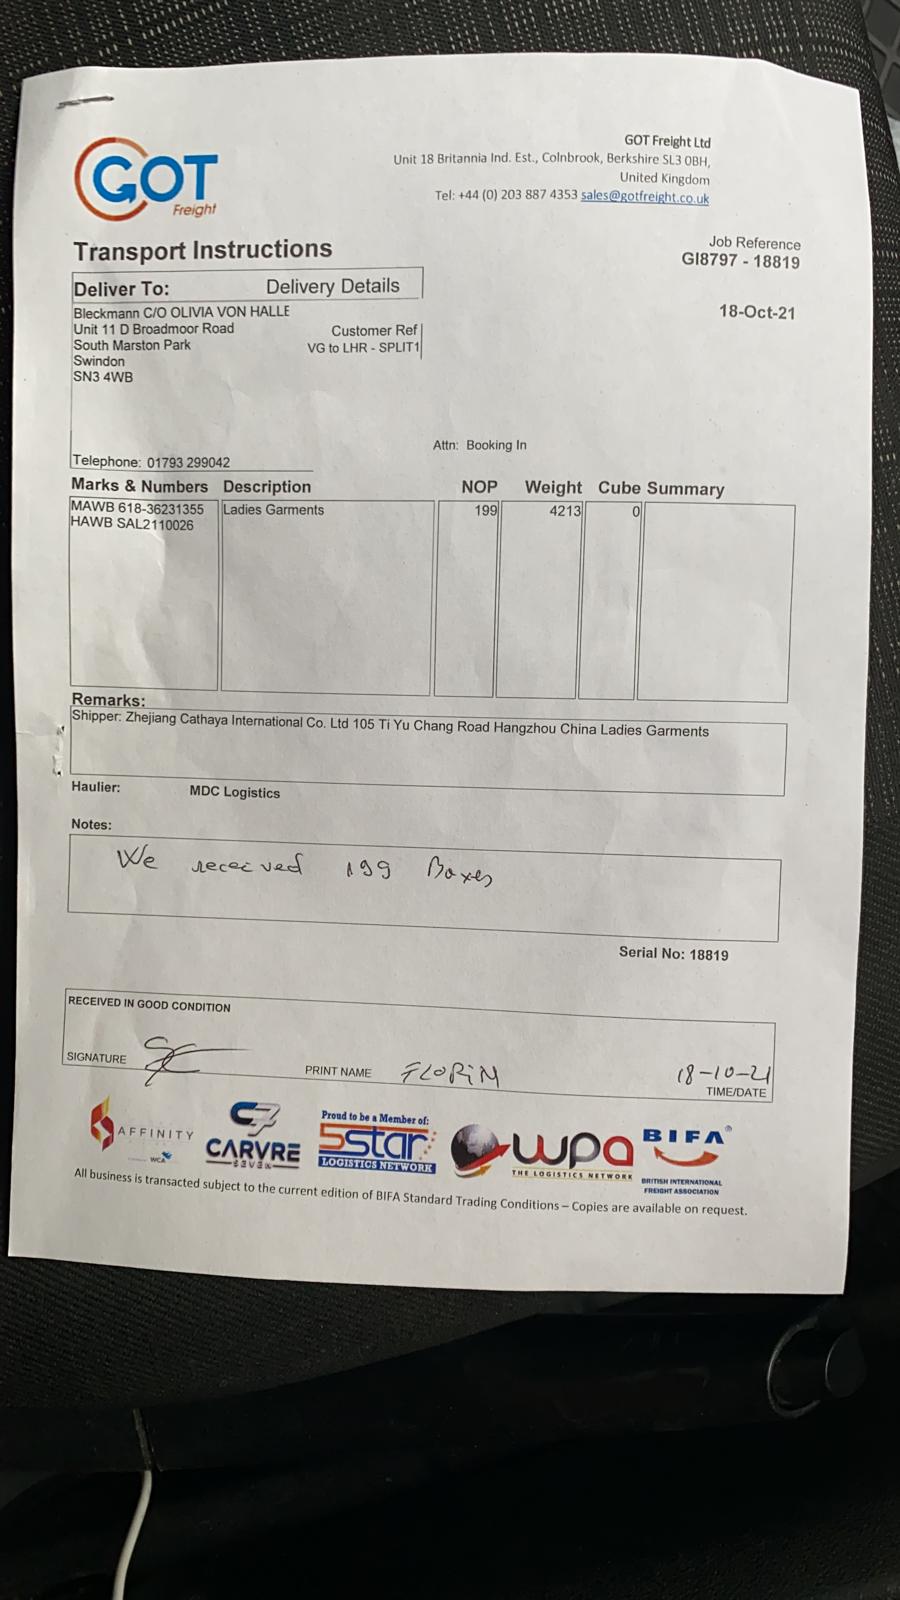 GOT
Freight
GOT Freight Ltd
Unit 18 Britannia Ind. Est., Colnbrook, Berkshire SL3 0BH,
United Kingdom
Tel: +44 (0) 203 887 4353 sales@gotfreight.co.uk
Transport Instructions
Job Reference
GI8797 - 18819
Deliver To: Delivery Details
18-Oct-21
Bleckmann C/O OLIVIA VON HALLE
Unit 11 D Broadmoor Road
South Marston Park
Swindon
SN3 4WB
Customer Ref
VG to LHR - SPLIT1
Attn: Booking In
Telephone: 01793 299042
Marks & Numbers Description NOP Weight Cube Summary
MAWB 618-36231355 Ladies Garments 199 4213 0
HAWB SAL2110026
Remarks:
Shipper: Zhejiang Cathaya International Co. Ltd 105 Ti Yu Chang Road Hangzhou China Ladies Garments
Haulier: MDC Logistics
Notes:
We received 199 Boxes
Serial No: 18819
RECEIVED IN GOOD CONDITION
SIGNATURE
PRINT NAME FLORIN
18-10-21
TIME/DATE
AFFINITY
WCA
CARVRE
SEVEN
Proud to be a Member of:
5star
LOGISTICS NETWORK
wpa
THE LOGISTICS NETWORK
BIFA®
BRITISH INTERNATIONAL
FREIGHT ASSOCIATION
All business is transacted subject to the current edition of BIFA Standard Trading Conditions – Copies are available on request.